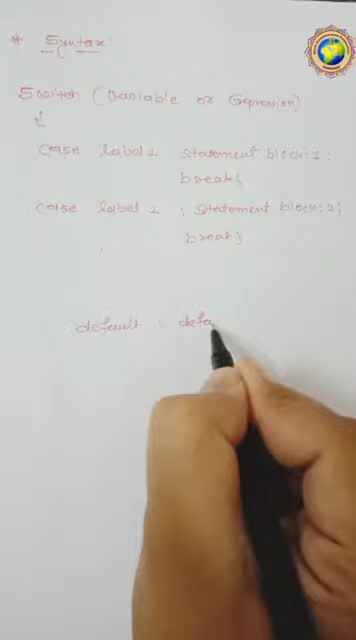 * Syntax:
Switch (Variable or Expression)
{
case label 1 Statement block: 1;
break;
case label 2 : Statement block: 2;
break;
default : defa